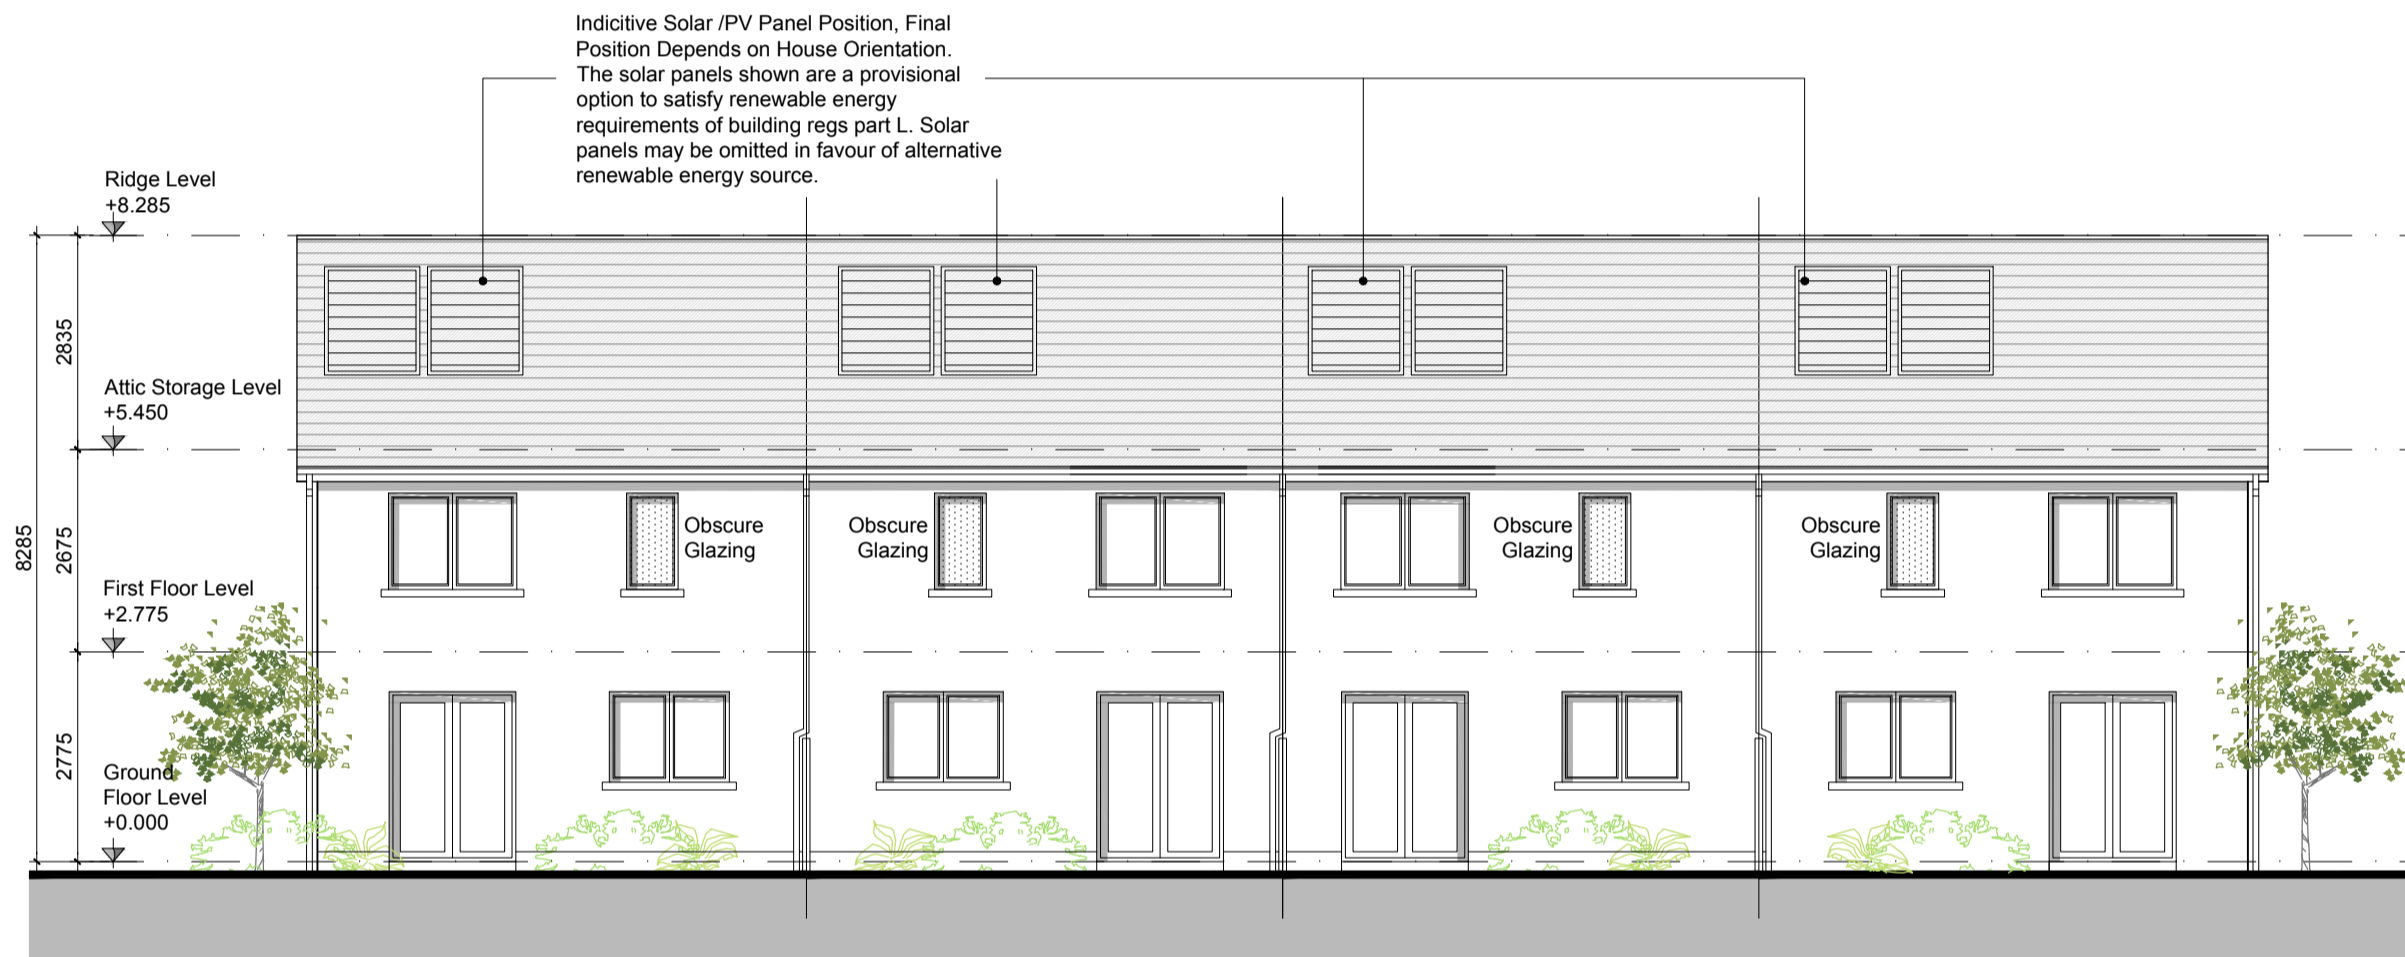 Indicitive Solar /PV Panel Position, Final
Position Depends on House Orientation.
The solar panels shown are a provisional
option to satisfy renewable energy
requirements of building regs part L. Solar
panels may be omitted in favour of alternative
renewable energy source.
Ridge Level
+8.285
2835
Attic Storage Level
+5.450
8285
2675
Obscure
Glazing
Obscure
Glazing
Obscure
Glazing
Obscure
Glazing
First Floor Level
+2.775
2775
Ground
Floor Level
+0.000